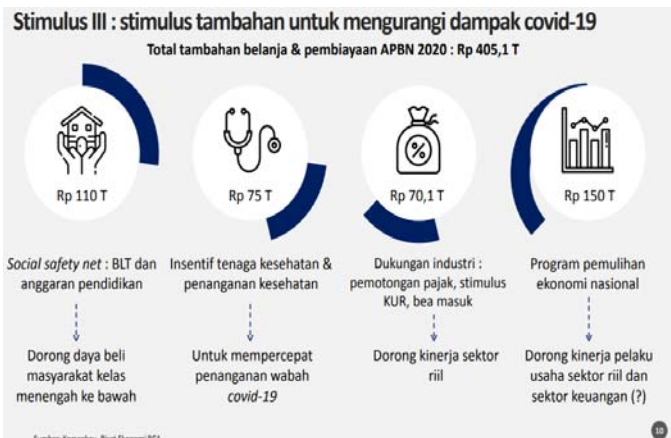 Stimulus III : stimulus tambahan untuk mengurangi dampak covid-19
Total tambahan belanja & pembiayaan APBN 2020 : Rp 405,1 T
Rp 110 T
Rp 75 T
%
Rp 70,1 T
Rp 150 T
Social safety net : BLT dan
anggaran pendidikan
Insentif tenaga kesehatan &
penanganan kesehatan
Dukungan industri :
pemotongan pajak, stimulus
KUR, bea masuk
Program pemulihan
ekonomi nasional
Dorong daya beli
masyarakat kelas
menengah ke bawah
Untuk mempercepat
penanganan wabah
covid-19
Dorong kinerja sektor
riil
Dorong kinerja pelaku
usaha sektor riil dan
sektor keuangan (?)
10